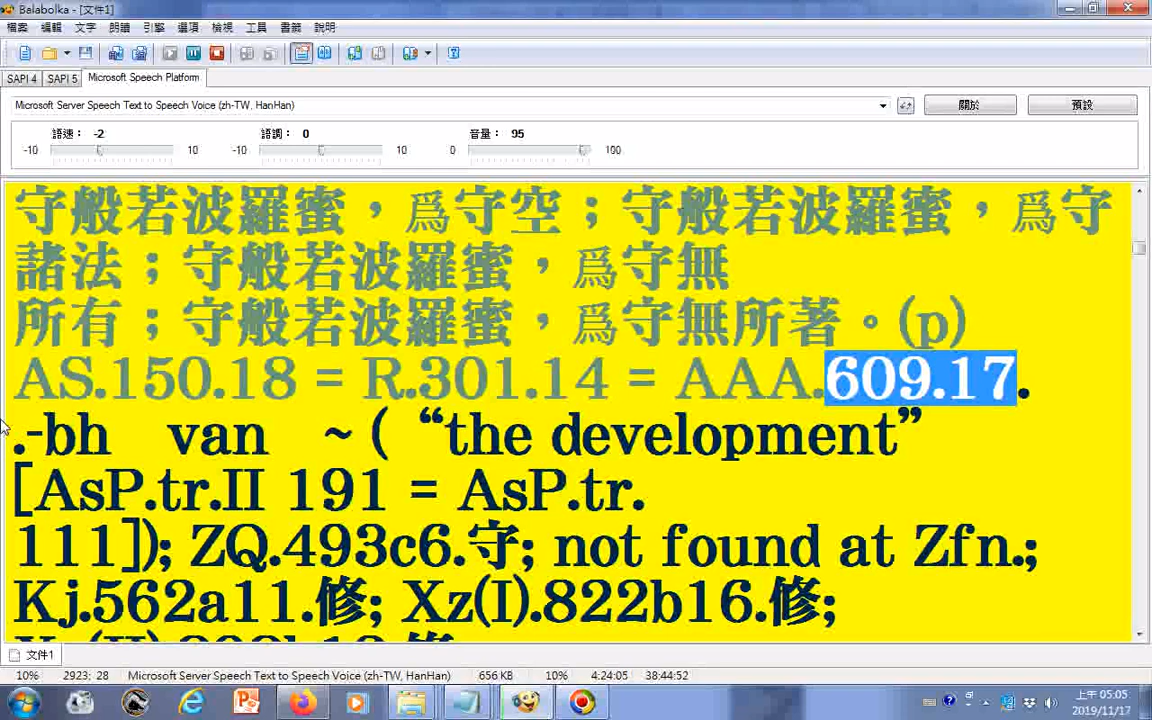 Balabolka - [文件1]
檔案 編輯 文字 朗讀 引擎 選項 檢視 工具 書籤 說明
SAPI 4 SAPI 5 Microsoft Speech Platform
Microsoft Server Speech Text to Speech Voice (zh-TW, HanHan) 關於 預設
語速： -2 語調： 0 音量： 95
-10 10 -10 10 0 100
守般若波羅蜜，爲守空；守般若波羅蜜，爲守
諸法；守般若波羅蜜，爲守無
所有；守般若波羅蜜，爲守無所著。(p)
AS.150.18 = R.301.14 = AAA.609.17.
.-bh van ~ (“the development”
[AsP.tr.II 191 = AsP.tr.
111]); ZQ.493c6.守; not found at Zfn.;
Kj.562a11.修; Xz(I).822b16.修;
文件1
10% 2923; 28 Microsoft Server Speech Text to Speech Voice (zh-TW, HanHan) 656 KB 10% 4:24:05 38:44:52
上午 05:05
2019/11/17